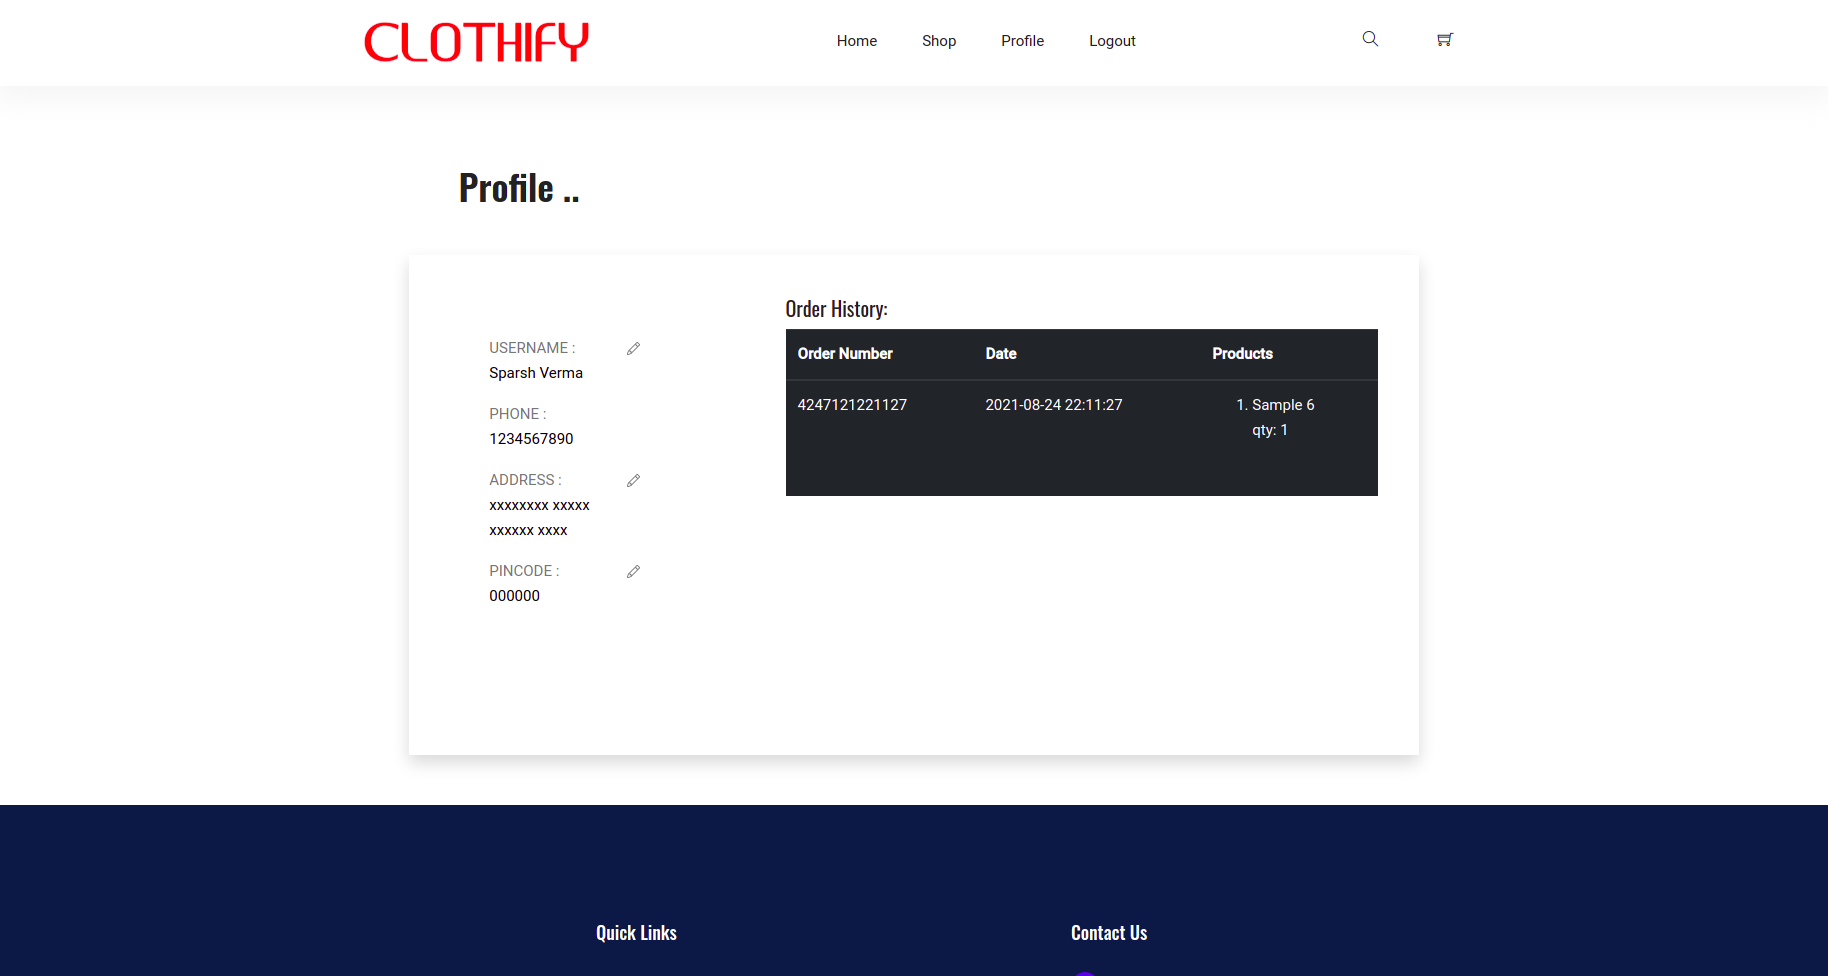 CLOTHIFY
Home Shop Profile Logout
Profile ..
USERNAME :
Sparsh Verma
PHONE :
1234567890
ADDRESS :
xxxxxxxx xxxxx
xxxxxx xxxx
PINCODE :
000000
Order History:
Order Number Date Products
4247121221127 2021-08-24 22:11:27 1. Sample 6
qty: 1
Quick Links
Contact Us